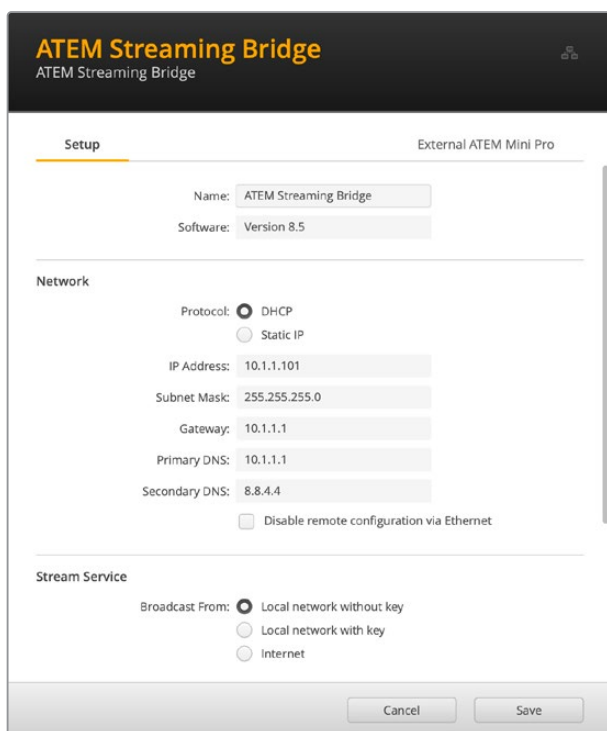 ATEM Streaming Bridge
ATEM Streaming Bridge
Setup
External ATEM Mini Pro
Name: ATEM Streaming Bridge
Software: Version 8.5
Network
Protocol: DHCP
Static IP
IP Address: 10.1.1.101
Subnet Mask: 255.255.255.0
Gateway: 10.1.1.1
Primary DNS: 10.1.1.1
Secondary DNS: 8.8.4.4
Disable remote configuration via Ethernet
Stream Service
Broadcast From: Local network without key
Local network with key
Internet
Cancel
Save